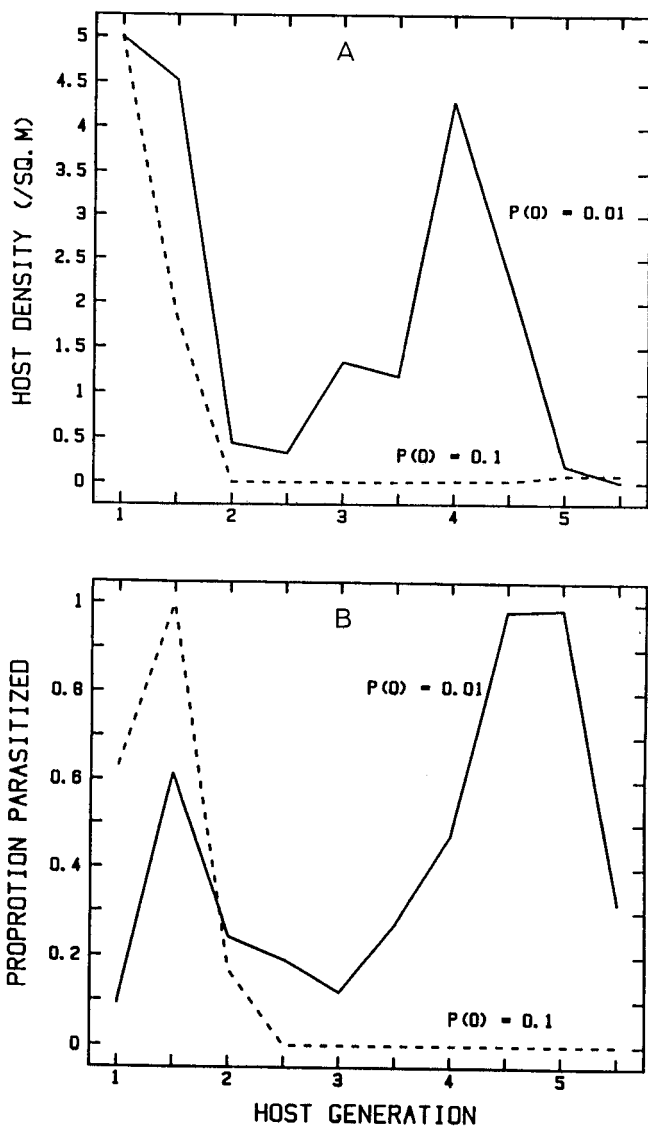 A
HOST DENSITY (/SQ. M)
5
4.5
4
3.5
3
2.5
2
1.5
1
0.5
0
P(0) = 0.01
P(0) = 0.1
1 2 3 4 5
B
PROPROTION PARASITIZED
1
0.8
0.6
0.4
0.2
0
P(0) = 0.01
P(0) = 0.1
1 2 3 4 5
HOST GENERATION